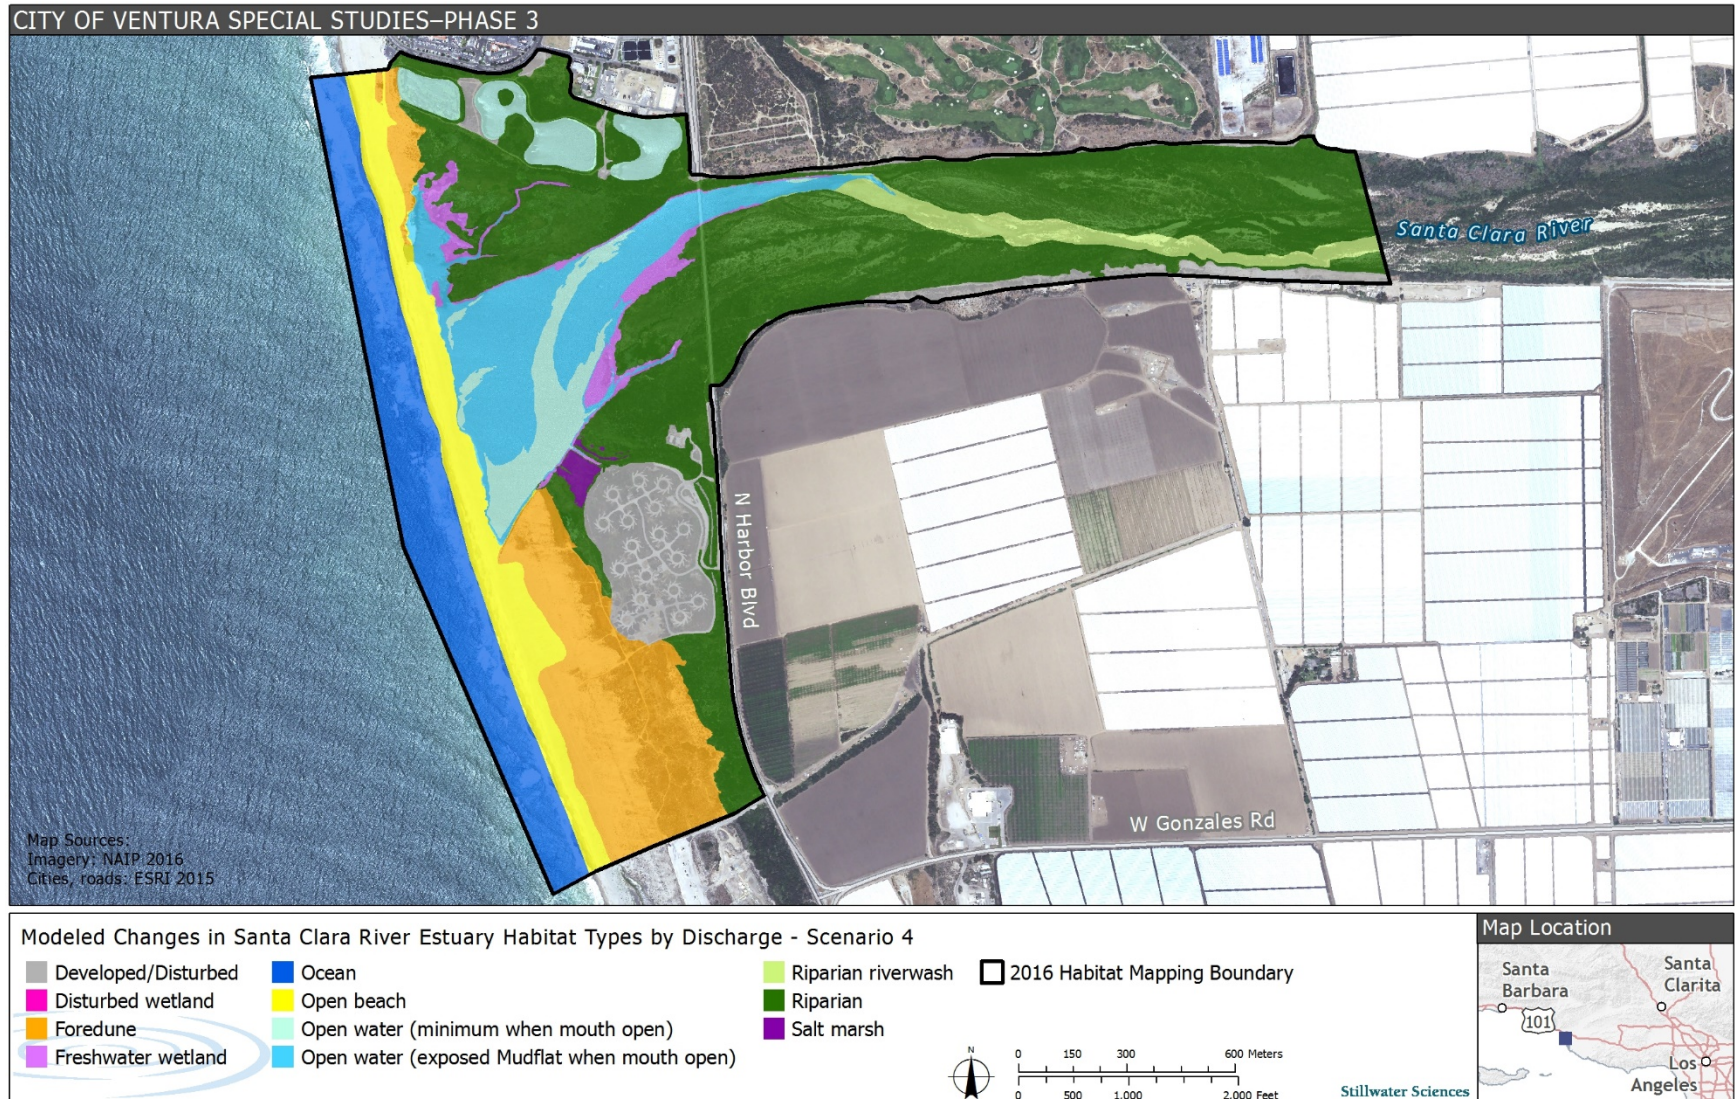 CITY OF VENTURA SPECIAL STUDIES–PHASE 3
Santa Clara River
N Harbor Blvd
W Gonzales Rd
Map Sources:
Imagery: NAIP 2016
Cities, roads: ESRI 2015
Modeled Changes in Santa Clara River Estuary Habitat Types by Discharge - Scenario 4
Developed/Disturbed
Disturbed wetland
Foredune
Freshwater wetland
Ocean
Open beach
Open water (minimum when mouth open)
Open water (exposed Mudflat when mouth open)
Riparian riverwash
Riparian
Salt marsh
2016 Habitat Mapping Boundary
N
0 150 300 600 Meters
0 500 1,000 2,000 Feet
Stillwater Sciences
Map Location
Santa
Barbara
Santa
Clarita
101
Los
Angeles